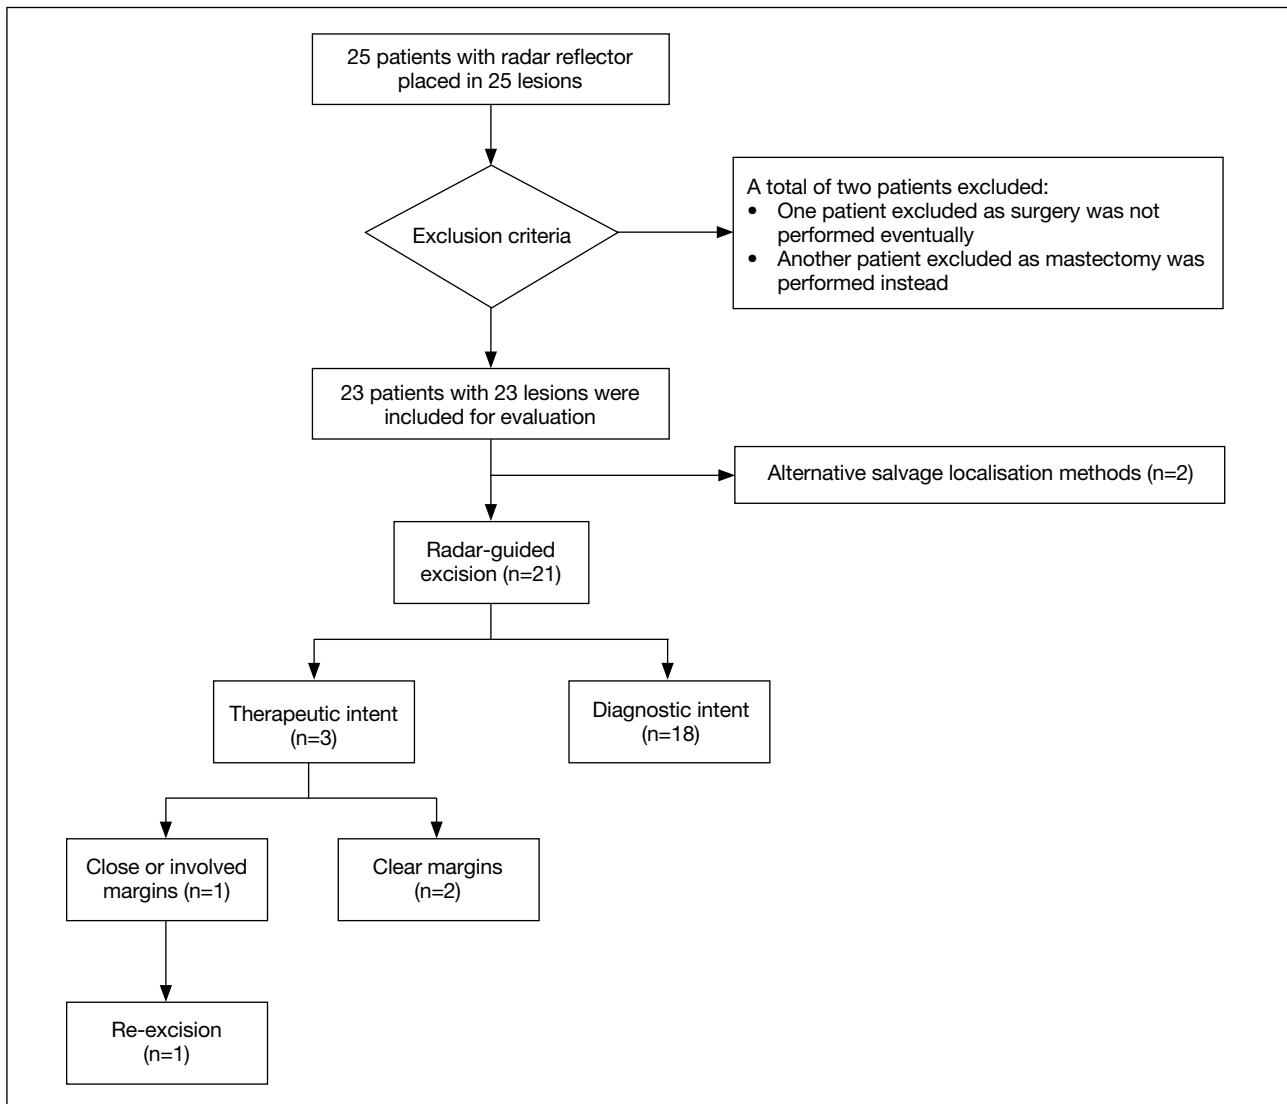 25 patients with radar reflector
placed in 25 lesions
Exclusion criteria
A total of two patients excluded:
• One patient excluded as surgery was not
performed eventually
• Another patient excluded as mastectomy was
performed instead
23 patients with 23 lesions were
included for evaluation
Alternative salvage localisation methods (n=2)
Radar-guided
excision (n=21)
Therapeutic intent
(n=3)
Diagnostic intent
(n=18)
Close or involved
margins (n=1)
Clear margins
(n=2)
Re-excision
(n=1)